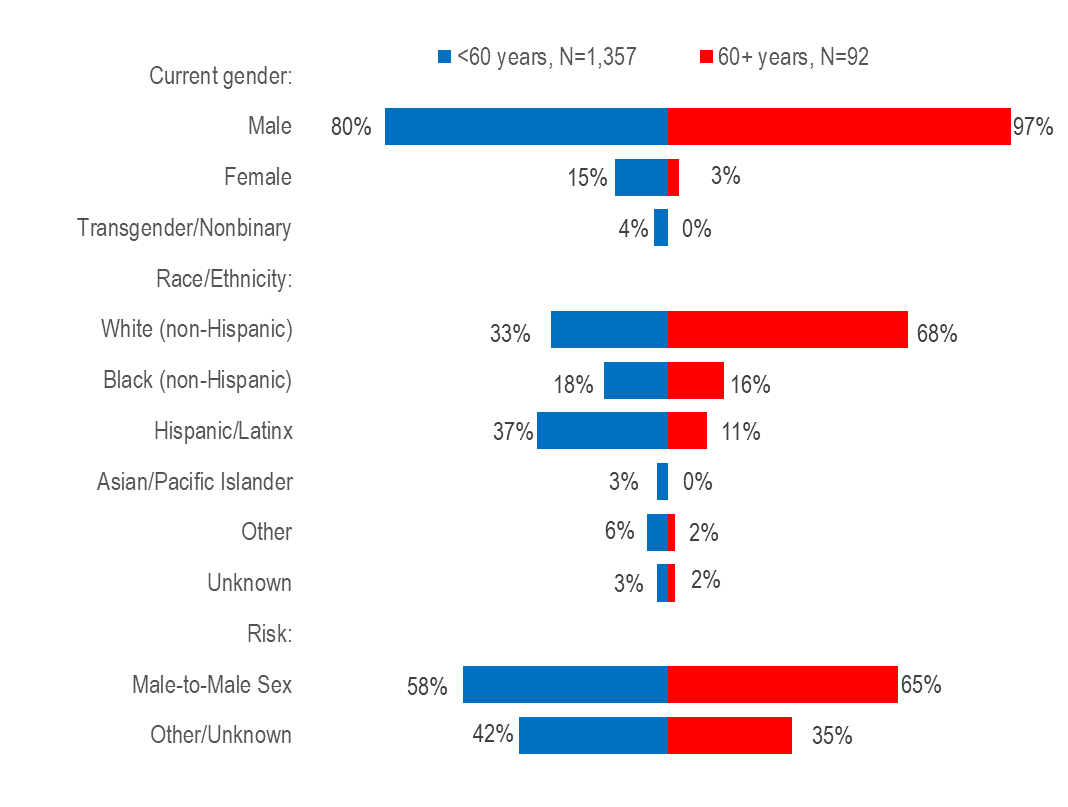 <60 years, N=1,357 60+ years, N=92
Current gender:
Male 80% 97%
Female 15% 3%
Transgender/Nonbinary 4% 0%
Race/Ethnicity:
White (non-Hispanic) 33% 68%
Black (non-Hispanic) 18% 16%
Hispanic/Latinx 37% 11%
Asian/Pacific Islander 3% 0%
Other 6% 2%
Unknown 3% 2%
Risk:
Male-to-Male Sex 58% 65%
Other/Unknown 42% 35%